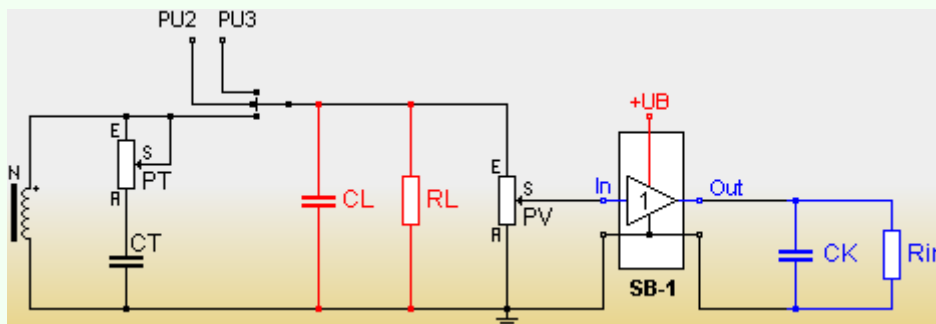 PU2 PU3
+UB
E
S
PT
A
N
+
CT
CL
RL
E
S
PV
A
In
1
Out
SB-1
CK
Rin